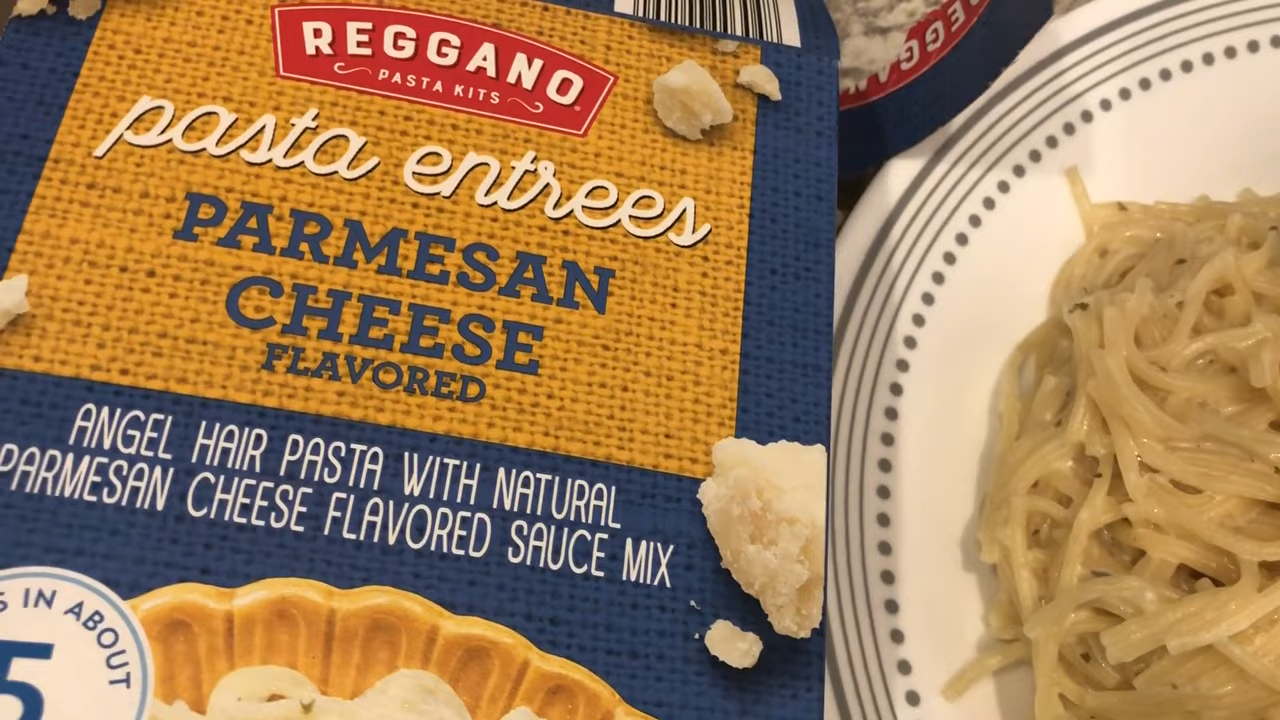 REGGANO
PASTA KITS
pasta entrees
PARMESAN
CHEESE
FLAVORED
ANGEL HAIR PASTA WITH NATURAL
PARMESAN CHEESE FLAVORED SAUCE MIX
IN ABOUT
5